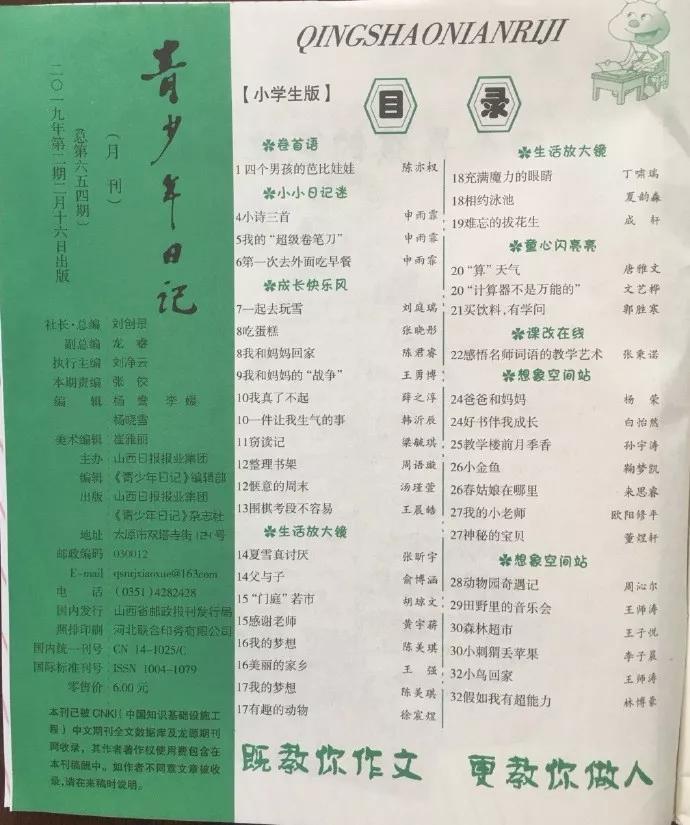 QINGSHAONIANRIJI
青少年日记
（月刊）
总第六五四期）
二〇一九年第二期二月十六日出版
社长·总编 刘创景
副总编 龙睿
执行主编 刘净云
本期责编 张佼
编辑 杨鸯 李媛
杨晓雪
美术编辑 崔雅丽
主办 山西日报报业集团
编辑 《青少年日记》编辑部
出版 山西日报报业集团
《青少年日记》杂志社
地址 太原市双塔寺街124号
邮政编码 030012
E-mail qsnrjxiaoxue@163com
电话 (0351)4282428
国内发行 山西省邮政报刊发行局
照排印刷 河北联合印务有限公司
国内统一刊号 CN 14-1025/C
国际标准刊号 ISSN 1004-1079
零售价 6.00 元
本刊已被CNKI(中国知识基础设施工
程)中文期刊全文数据库及龙源期刊
网收录，其作者著作权使用费包含在
本刊稿酬中。如作者不同意文章被收
录,请在来稿时说明。
【小学生版】
目 录
卷首语
1四个男孩的芭比娃娃 陈亦权
小小日记迷
4小诗三首 申雨霏
5我的“超级卷笔刀” 申雨霏
6第一次去外面吃早餐 申雨霏
成长快乐风
7一起去玩雪 刘庭瑞
8吃蛋糕 张晓彤
8我和妈妈回家 陈君睿
9我和妈妈的“战争” 王勇博
10我真了不起 薛之淳
10一件让我生气的事 韩沂辰
11窃读记 梁毓琪
12整理书架 周语璇
12惬意的周末 汤瑾萱
13围棋考段不容易 王晨皓
生活放大镜
14夏雪真讨厌 张昕宇
14父与子 俞博涵
15“门庭”若市 胡琼文
15感谢老师 黄宇蓊
16我的梦想 陈美琪
16美丽的家乡 王强
17我的梦想 陈美琪
17有趣的动物 徐宸煜
生活放大镜
18充满魔力的眼睛 丁啸瑞
18相约泳池 夏韵淼
19难忘的拔花生 成轩
童心闪亮亮
20“算”天气 唐雅文
20“计算器不是万能的” 文艺桦
21买饮料,有学问 郭胜寒
课改在线
22感悟名师词语的教学艺术 张秉诺
想象空间站
24爸爸和妈妈 杨荣
24好书伴我成长 白怡然
25教学楼前月季香 孙宇涛
26小金鱼 鞠梦凯
26春姑娘在哪里 来思睿
27我的小老师 欧阳修平
27神秘的宝贝 董煜轩
想象空间站
28动物园奇遇记 周沁尔
29田野里的音乐会 王师涛
30森林超市 王子悦
30小刺猬丢苹果 李子晨
32小鸟回家 王师涛
32假如我有超能力 林博豪
既教你作文 更教你做人